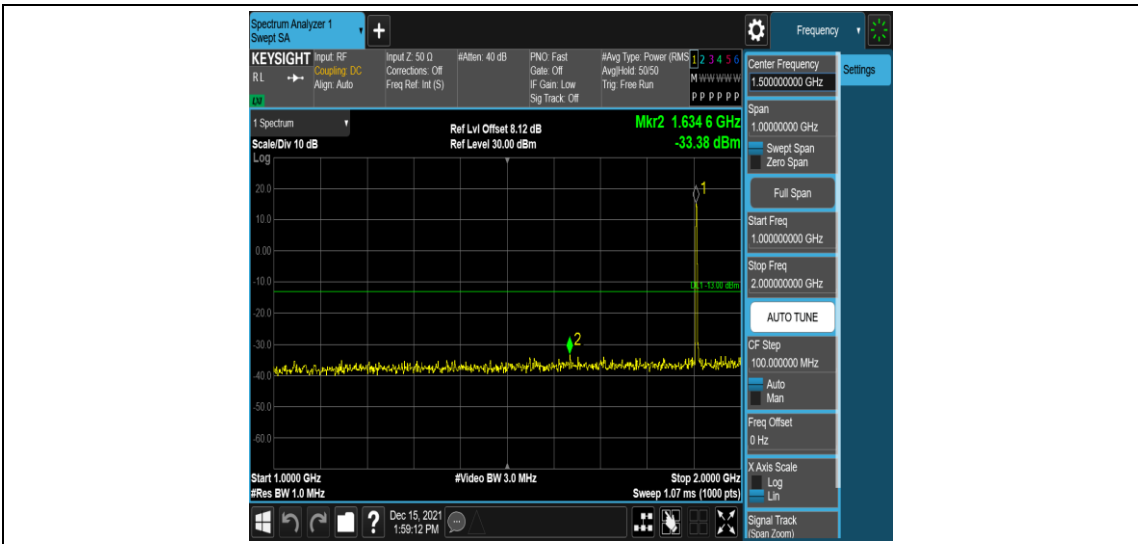 Spectrum Analyzer 1
Swept SA
Frequency
KEYSIGHT
RL
LXI
Input: RF
Coupling: DC
Align: Auto
Input Z: 50 Ω
Corrections: Off
Freq Ref: Int (S)
#Atten: 40 dB
PNO: Fast
Gate: Off
IF Gain: Low
Sig Track: Off
#Avg Type: Power (RMS
Avg|Hold: 50/50
Trig: Free Run
1 2 3 4 5 6
M W W W W W
P P P P P P
1 Spectrum
Scale/Div 10 dB
Log
Ref Lvl Offset 8.12 dB
Ref Level 30.00 dBm
Mkr2 1.634 6 GHz
-33.38 dBm
20.0
10.0
0.00
-10.0
-20.0
-30.0
-40.0
-50.0
-60.0
1
2
DL1 -13.00 dBm
Start 1.0000 GHz
#Res BW 1.0 MHz
#Video BW 3.0 MHz
Stop 2.0000 GHz
Sweep 1.07 ms (1000 pts)
Dec 15, 2021
1:59:12 PM
Center Frequency
1.500000000 GHz
Settings
Span
1.00000000 GHz
Swept Span
Zero Span
Full Span
Start Freq
1.000000000 GHz
Stop Freq
2.000000000 GHz
AUTO TUNE
CF Step
100.000000 MHz
Auto
Man
Freq Offset
0 Hz
X Axis Scale
Log
Lin
Signal Track
(Span Zoom)